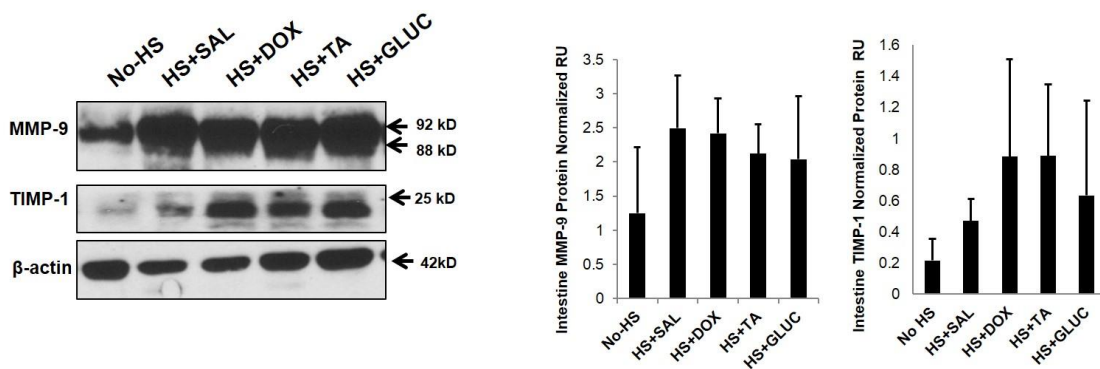 No-HS
HS+SAL
HS+DOX
HS+TA
HS+GLUC
MMP-9
92 kD
88 kD
TIMP-1
25 kD
β-actin
42kD
Intestine MMP-9 Protein Normalized RU
3.5
3
2.5
2
1.5
1
0.5
0
No-HS
HS+SAL
HS+DOX
HS+TA
HS+GLUC
Intestine TIMP-1 Normalized Protein RU
1.6
1.4
1.2
1
0.8
0.6
0.4
0.2
0
No HS
HS+SAL
HS+DOX
HS+TA
HS+GLUC